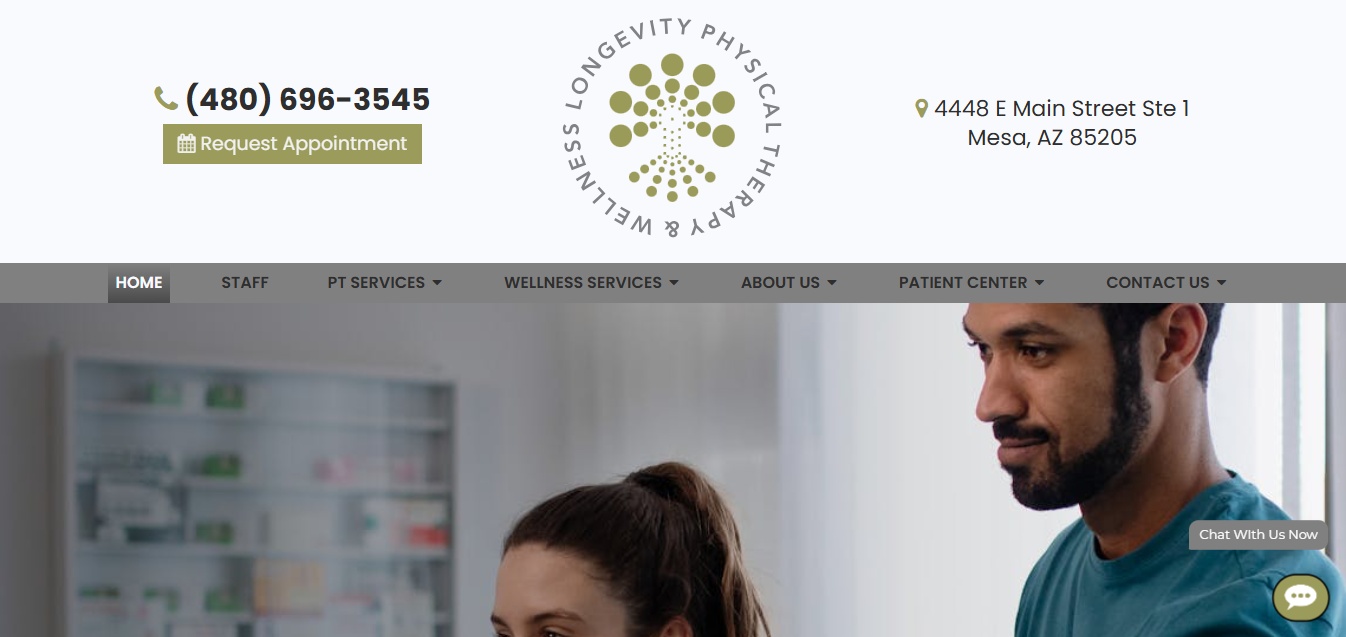 (480) 696-3545
Request Appointment
LONGEVITY PHYSICAL THERAPY & WELLNESS
4448 E Main Street Ste 1
Mesa, AZ 85205
HOME
STAFF
PT SERVICES
WELLNESS SERVICES
ABOUT US
PATIENT CENTER
CONTACT US
Chat WIth Us Now